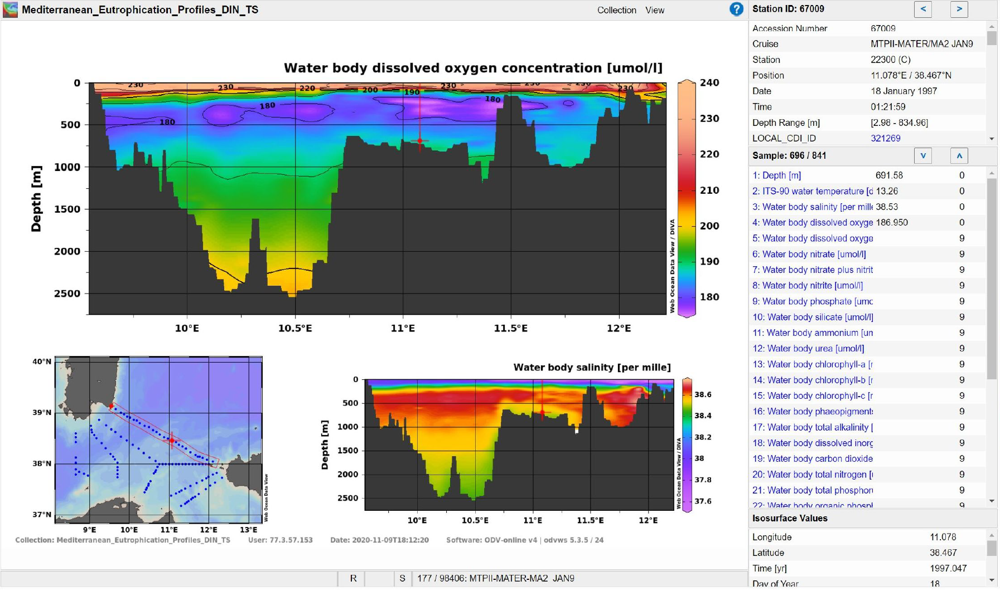 Mediterranean_Eutrophication_Profiles_DIN_TS
Collection View
?
Water body dissolved oxygen concentration [umol/l]
Depth [m]
0
500
1000
1500
2000
2500
10°E
10.5°E
11°E
11.5°E
12°E
230
230
220
200
190
230
230
180
180
180
240
230
220
210
200
190
180
Web Ocean Data View / DIVA
40°N
39°N
38°N
37°N
9°E
10°E
11°E
12°E
13°E
Web Ocean Data View
Water body salinity [per mille]
Depth [m]
0
500
1000
1500
2000
2500
10°E
10.5°E
11°E
11.5°E
12°E
38.6
38.4
38.2
38
37.8
37.6
Web Ocean Data View / DIVA
Collection: Mediterranean_Eutrophication_Profiles_DIN_TS User: 77.3.57.153 Date: 2020-11-09T18:12:20 Software: ODV-online v4 | odvws 5.3.5 / 24
R S 177 / 98406: MTPII-MATER-MA2 JAN9
Station ID: 67009 < >
Accession Number 67009
Cruise MTPII-MATER/MA2 JAN9
Station 22300 (C)
Position 11.078°E / 38.467°N
Date 18 January 1997
Time 01:21:59
Depth Range [m] [2.98 - 834.96]
LOCAL_CDI_ID 321269
Sample: 696 / 841
1: Depth [m] 691.58 0
2: ITS-90 water temperature [d 13.26 0
3: Water body salinity [per mille 38.53 0
4: Water body dissolved oxyge 186.950 0
5: Water body dissolved oxyge 9
6: Water body nitrate [umol/l] 9
7: Water body nitrate plus nitrit 9
8: Water body nitrite [umol/l] 9
9: Water body phosphate [umo 9
10: Water body silicate [umol/l] 9
11: Water body ammonium [um 9
12: Water body urea [umol/l] 9
13: Water body chlorophyll-a [r 9
14: Water body chlorophyll-b [r 9
15: Water body chlorophyll-c [r 9
16: Water body phaeopigments 9
17: Water body total alkalinity [ 9
18: Water body dissolved inorg 9
19: Water body carbon dioxide 9
20: Water body total nitrogen [ 9
21: Water body total phosphoru 9
22: Water body organic phosph 9
Isosurface Values
Longitude 11.078
Latitude 38.467
Time [yr] 1997.047
Day of Year 18